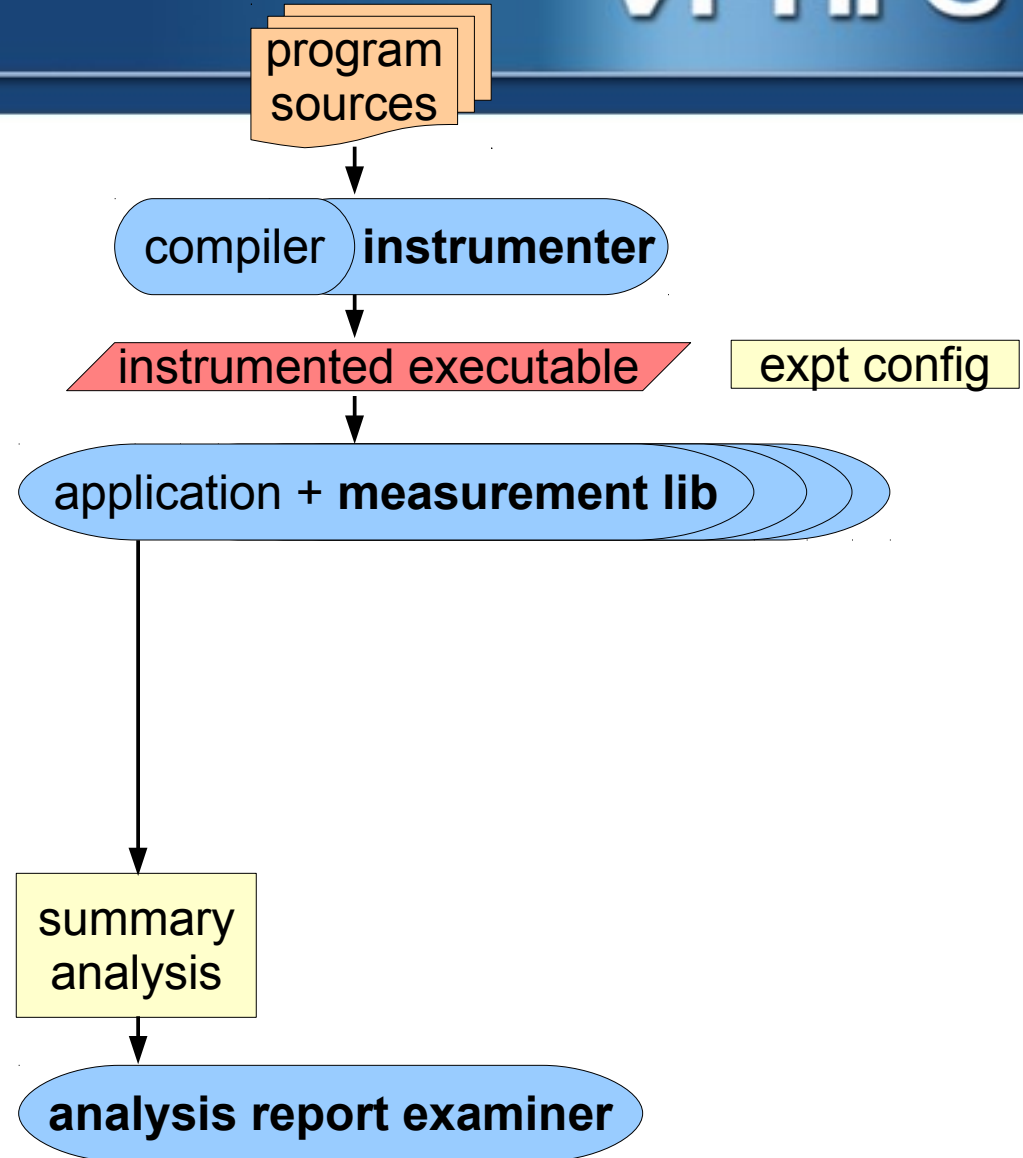 program
sources
compiler instrumenter
instrumented executable
expt config
application + measurement lib
summary
analysis
analysis report examiner